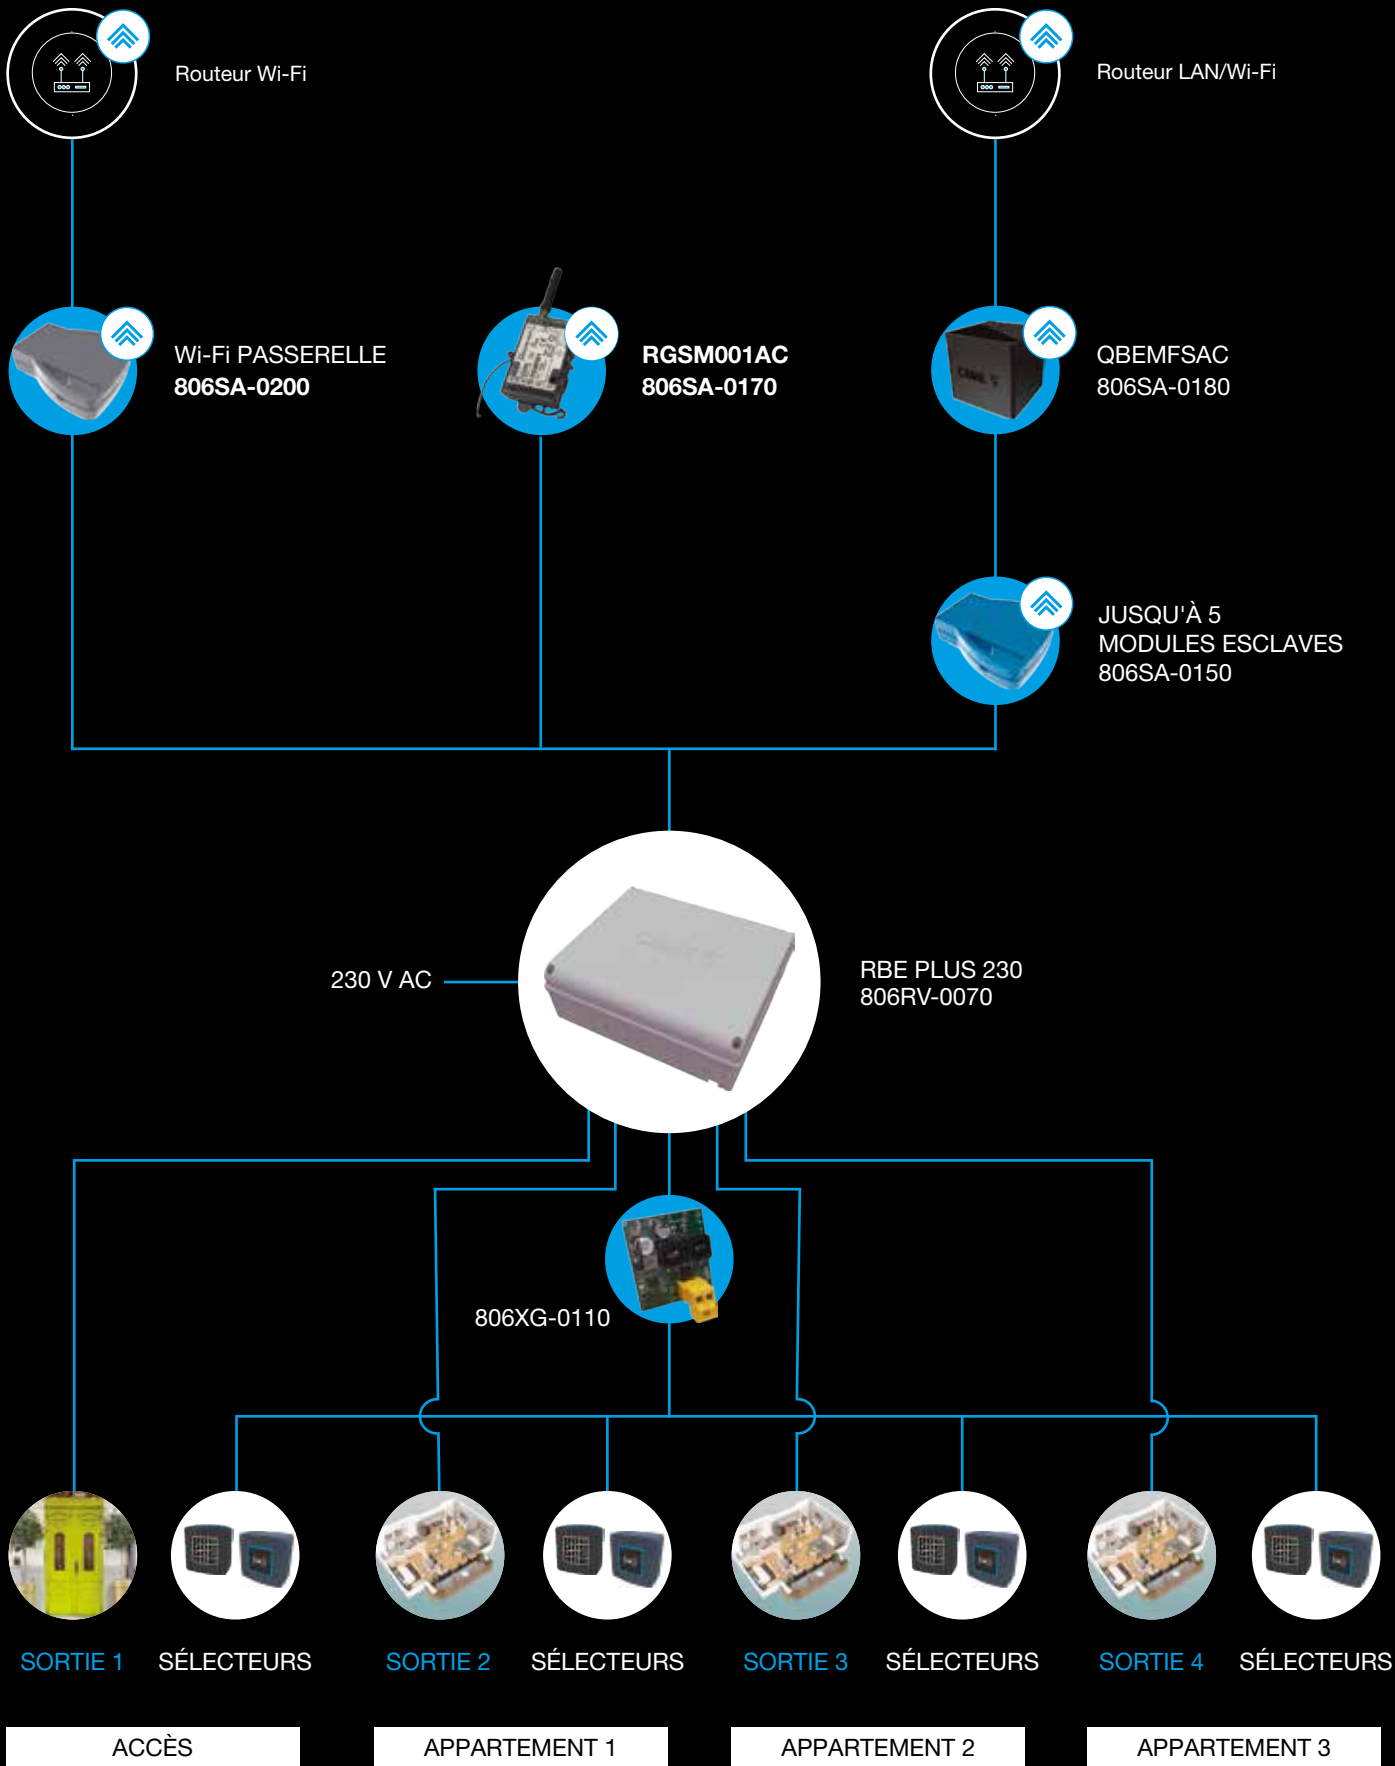 Routeur Wi-Fi
Routeur LAN/Wi-Fi
Wi-Fi PASSERELLE
806SA-0200
RGSM001AC
806SA-0170
QBEMFSAC
806SA-0180
CAME
JUSQU'À 5
MODULES ESCLAVES
806SA-0150
230 V AC
RBE PLUS 230
806RV-0070
806XG-0110
SORTIE 1
SÉLECTEURS
SORTIE 2
SÉLECTEURS
SORTIE 3
SÉLECTEURS
SORTIE 4
SÉLECTEURS
ACCÈS
APPARTEMENT 1
APPARTEMENT 2
APPARTEMENT 3